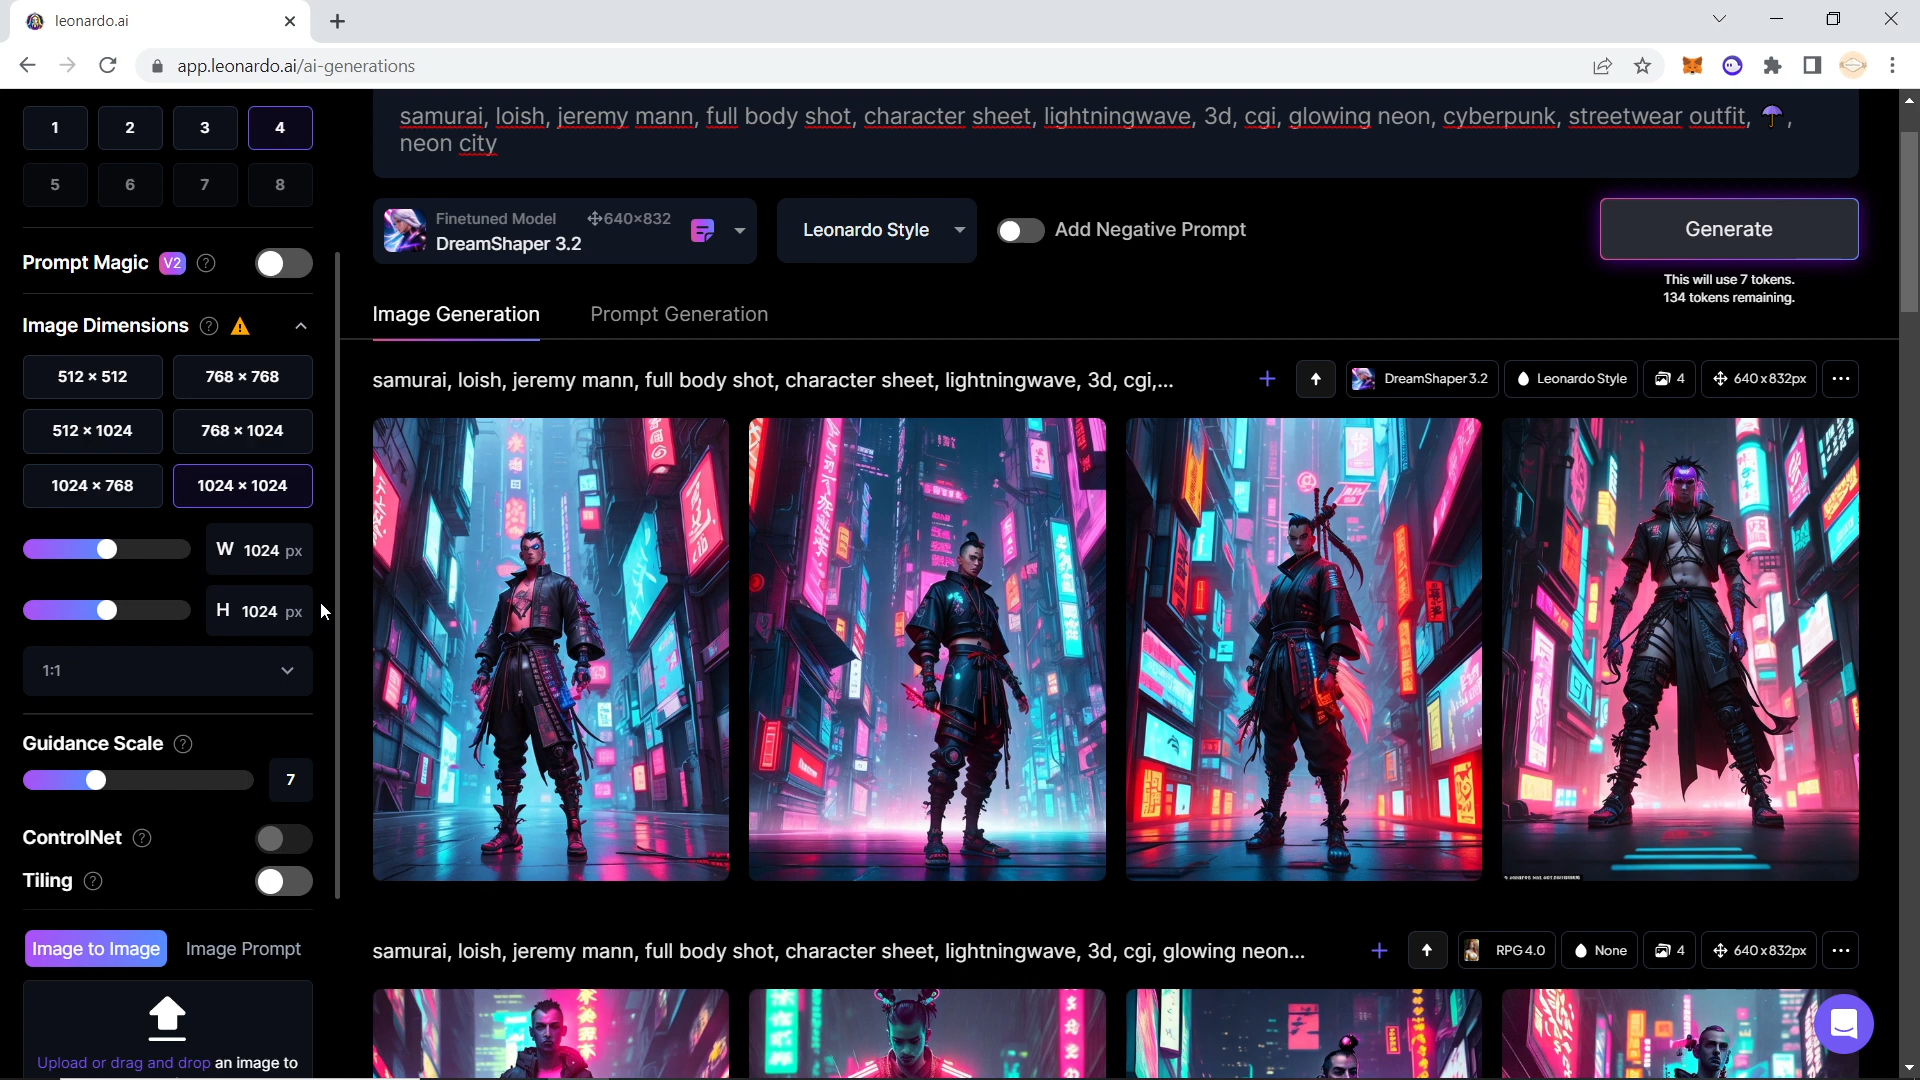 leonardo.ai
app.leonardo.ai/ai-generations
1 2 3 4
5 6 7 8
Prompt Magic V2
Image Dimensions
512 × 512 768 × 768
512 × 1024 768 × 1024
1024 × 768 1024 × 1024
W 1024 px
H 1024 px
1:1
Guidance Scale
7
ControlNet
Tiling
Image to Image Image Prompt
Upload or drag and drop an image to
samurai, loish, jeremy mann, full body shot, character sheet, lightningwave, 3d, cgi, glowing neon, cyberpunk, streetwear outfit, ☂,
neon city
Finetuned Model 640×832
DreamShaper 3.2
Leonardo Style
Add Negative Prompt
Generate
This will use 7 tokens.
134 tokens remaining.
Image Generation Prompt Generation
samurai, loish, jeremy mann, full body shot, character sheet, lightningwave, 3d, cgi,... DreamShaper 3.2 Leonardo Style 4 640 x 832px
samurai, loish, jeremy mann, full body shot, character sheet, lightningwave, 3d, cgi, glowing neon... RPG 4.0 None 4 640 x 832px